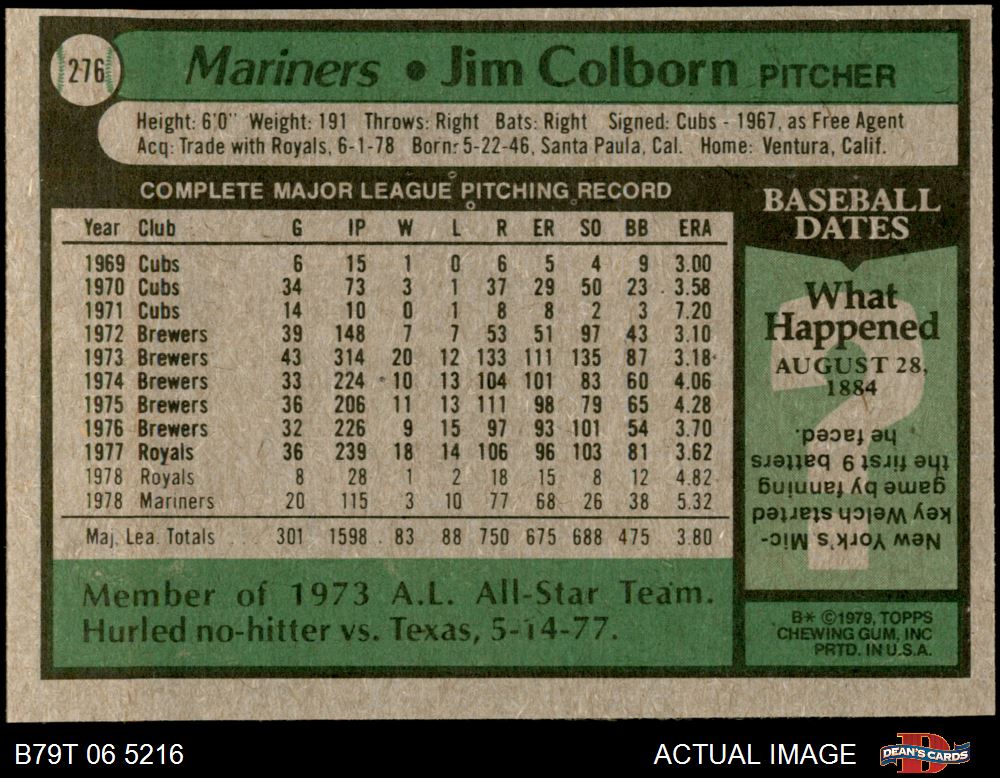 276
Mariners • Jim Colborn PITCHER
Height: 6'0" Weight: 191 Throws: Right Bats: Right Signed: Cubs - 1967, as Free Agent
Acq: Trade with Royals, 6-1-78 Born: 5-22-46, Santa Paula, Cal. Home: Ventura, Calif.
COMPLETE MAJOR LEAGUE PITCHING RECORD
Year Club G IP W L R ER SO BB ERA
1969 Cubs 6 15 1 0 6 5 4 9 3.00
1970 Cubs 34 73 3 1 37 29 50 23 3.58
1971 Cubs 14 10 0 1 8 8 2 3 7.20
1972 Brewers 39 148 7 7 53 51 97 43 3.10
1973 Brewers 43 314 20 12 133 111 135 87 3.18
1974 Brewers 33 224 10 13 104 101 83 60 4.06
1975 Brewers 36 206 11 13 111 98 79 65 4.28
1976 Brewers 32 226 9 15 97 93 101 54 3.70
1977 Royals 36 239 18 14 106 96 103 81 3.62
1978 Royals 8 28 1 2 18 15 8 12 4.82
1978 Mariners 20 115 3 10 77 68 26 38 5.32
Maj. Lea. Totals . . . 301 1598 83 88 750 675 688 475 3.80
Member of 1973 A.L. All-Star Team.
Hurled no-hitter vs. Texas, 5-14-77.
BASEBALL
DATES
What
Happened
AUGUST 28,
1884
?
New York's Mic-
key Welch started
game by fanning
the first 9 batters
he faced.
B* ©1979, TOPPS
CHEWING GUM, INC
PRTD. IN U.S.A.
B79T 06 5216
ACTUAL IMAGE
D
DEAN'S CARDS